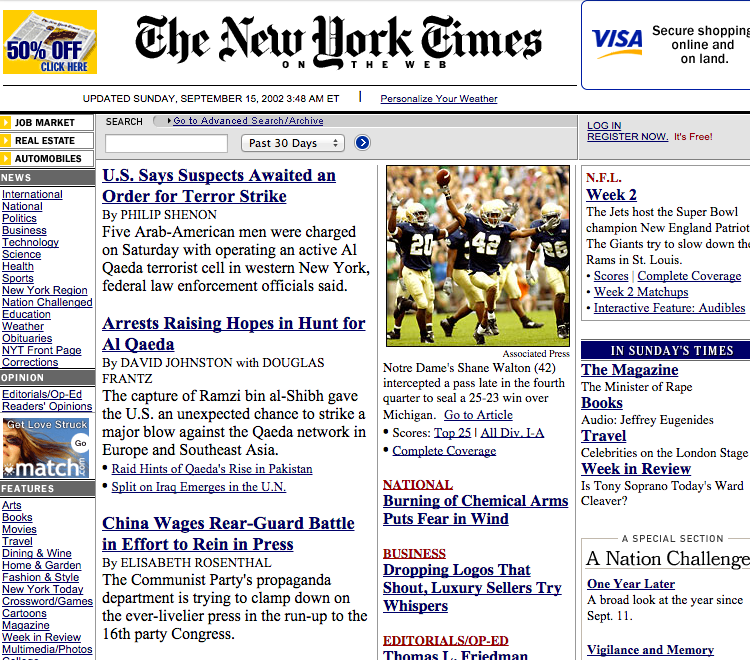 50% OFF
CLICK HERE
The New York Times
ON THE WEB
VISA
Secure shopping
online and
on land.
UPDATED SUNDAY, SEPTEMBER 15, 2002 3:48 AM ET | Personalize Your Weather
JOB MARKET
REAL ESTATE
AUTOMOBILES
SEARCH
Go to Advanced Search/Archive
Past 30 Days
LOG IN
REGISTER NOW. It's Free!
NEWS
International
National
Politics
Business
Technology
Science
Health
Sports
New York Region
Nation Challenged
Education
Weather
Obituaries
NYT Front Page
Corrections
OPINION
Editorials/Op-Ed
Readers' Opinions
Get Love Struck
Go
match.com
FEATURES
Arts
Books
Movies
Travel
Dining & Wine
Home & Garden
Fashion & Style
New York Today
Crossword/Games
Cartoons
Magazine
Week in Review
Multimedia/Photos
College
U.S. Says Suspects Awaited an
Order for Terror Strike
By PHILIP SHENON
Five Arab-American men were charged
on Saturday with operating an active Al
Qaeda terrorist cell in western New York,
federal law enforcement officials said.
Arrests Raising Hopes in Hunt for
Al Qaeda
By DAVID JOHNSTON with DOUGLAS
FRANTZ
The capture of Ramzi bin al-Shibh gave
the U.S. an unexpected chance to strike a
major blow against the Qaeda network in
Europe and Southeast Asia.
• Raid Hints of Qaeda's Rise in Pakistan
• Split on Iraq Emerges in the U.N.
China Wages Rear-Guard Battle
in Effort to Rein in Press
By ELISABETH ROSENTHAL
The Communist Party's propaganda
department is trying to clamp down on
the ever-livelier press in the run-up to the
16th party Congress.
20
42
Associated Press
Notre Dame's Shane Walton (42)
intercepted a pass late in the fourth
quarter to seal a 25-23 win over
Michigan. Go to Article
• Scores: Top 25 | All Div. I-A
• Complete Coverage
NATIONAL
Burning of Chemical Arms
Puts Fear in Wind
BUSINESS
Dropping Logos That
Shout, Luxury Sellers Try
Whispers
EDITORIALS/OP-ED
Thomas L. Friedman
N.F.L.
Week 2
The Jets host the Super Bowl
champion New England Patriot
The Giants try to slow down the
Rams in St. Louis.
• Scores | Complete Coverage
• Week 2 Matchups
• Interactive Feature: Audibles
IN SUNDAY'S TIMES
The Magazine
The Minister of Rape
Books
Audio: Jeffrey Eugenides
Travel
Celebrities on the London Stage
Week in Review
Is Tony Soprano Today's Ward
Cleaver?
A SPECIAL SECTION
A Nation Challenge
One Year Later
A broad look at the year since
Sept. 11.
Vigilance and Memory